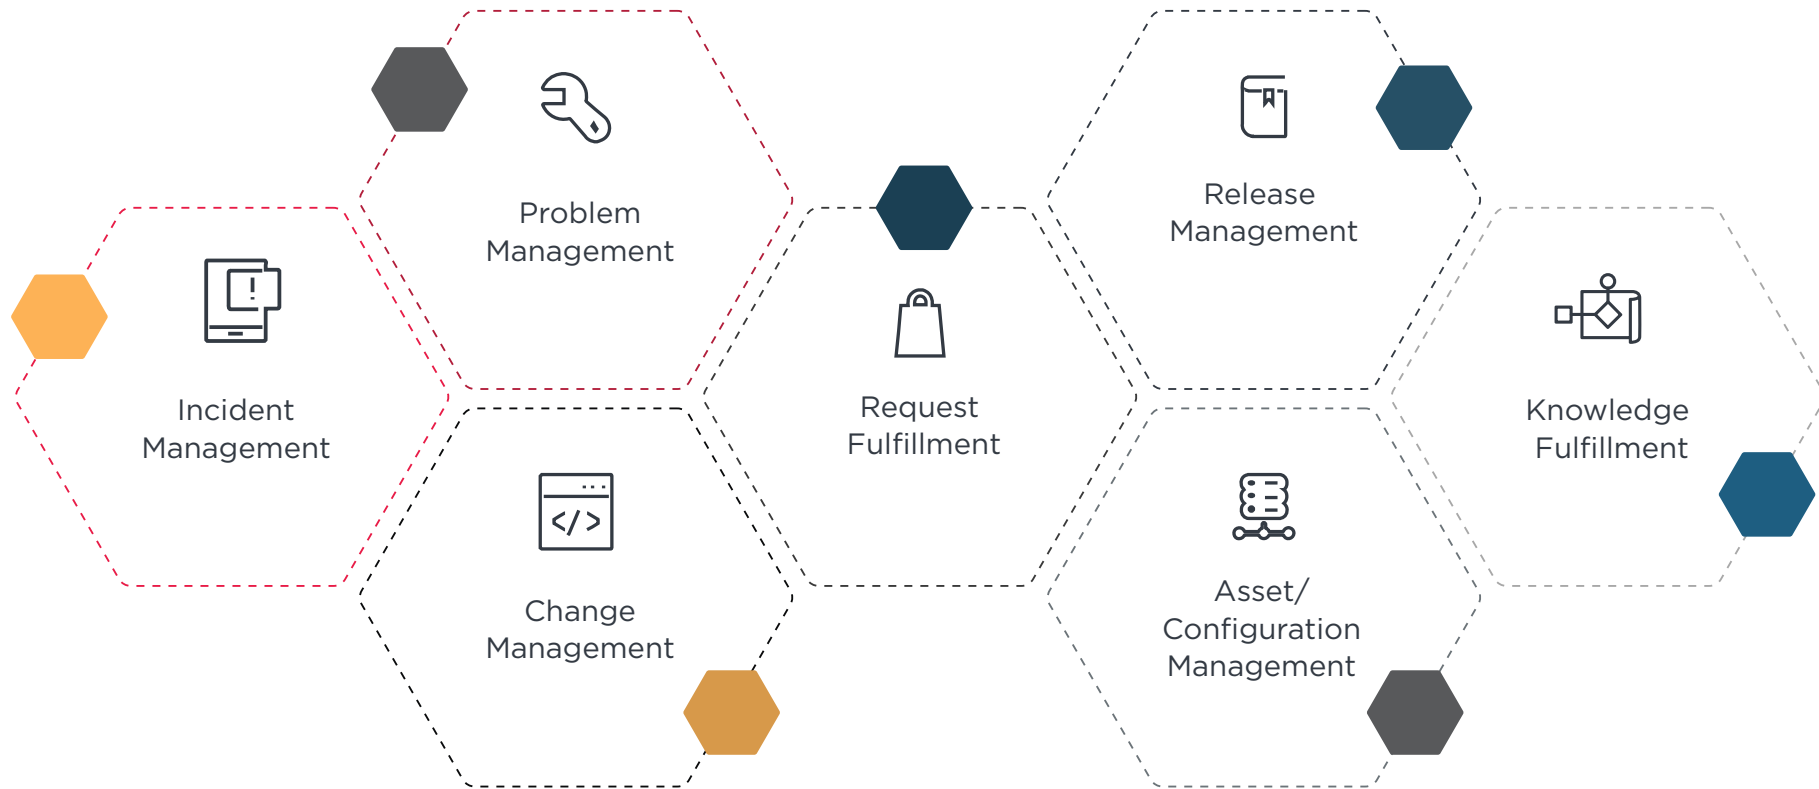 Problem
Management
Release
Management
Incident
Management
Request
Fulfillment
Knowledge
Fulfillment
Change
Management
Asset/
Configuration
Management